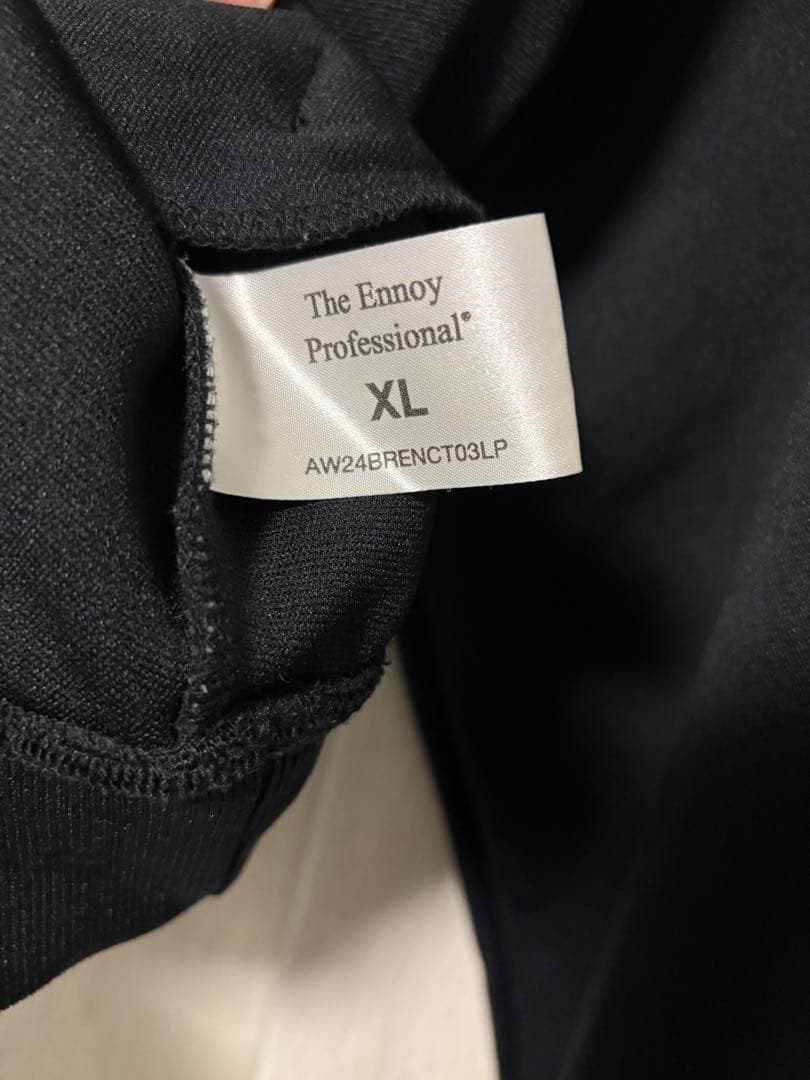 The Ennoy
Professional®
XL
AW24BRENCT03LP